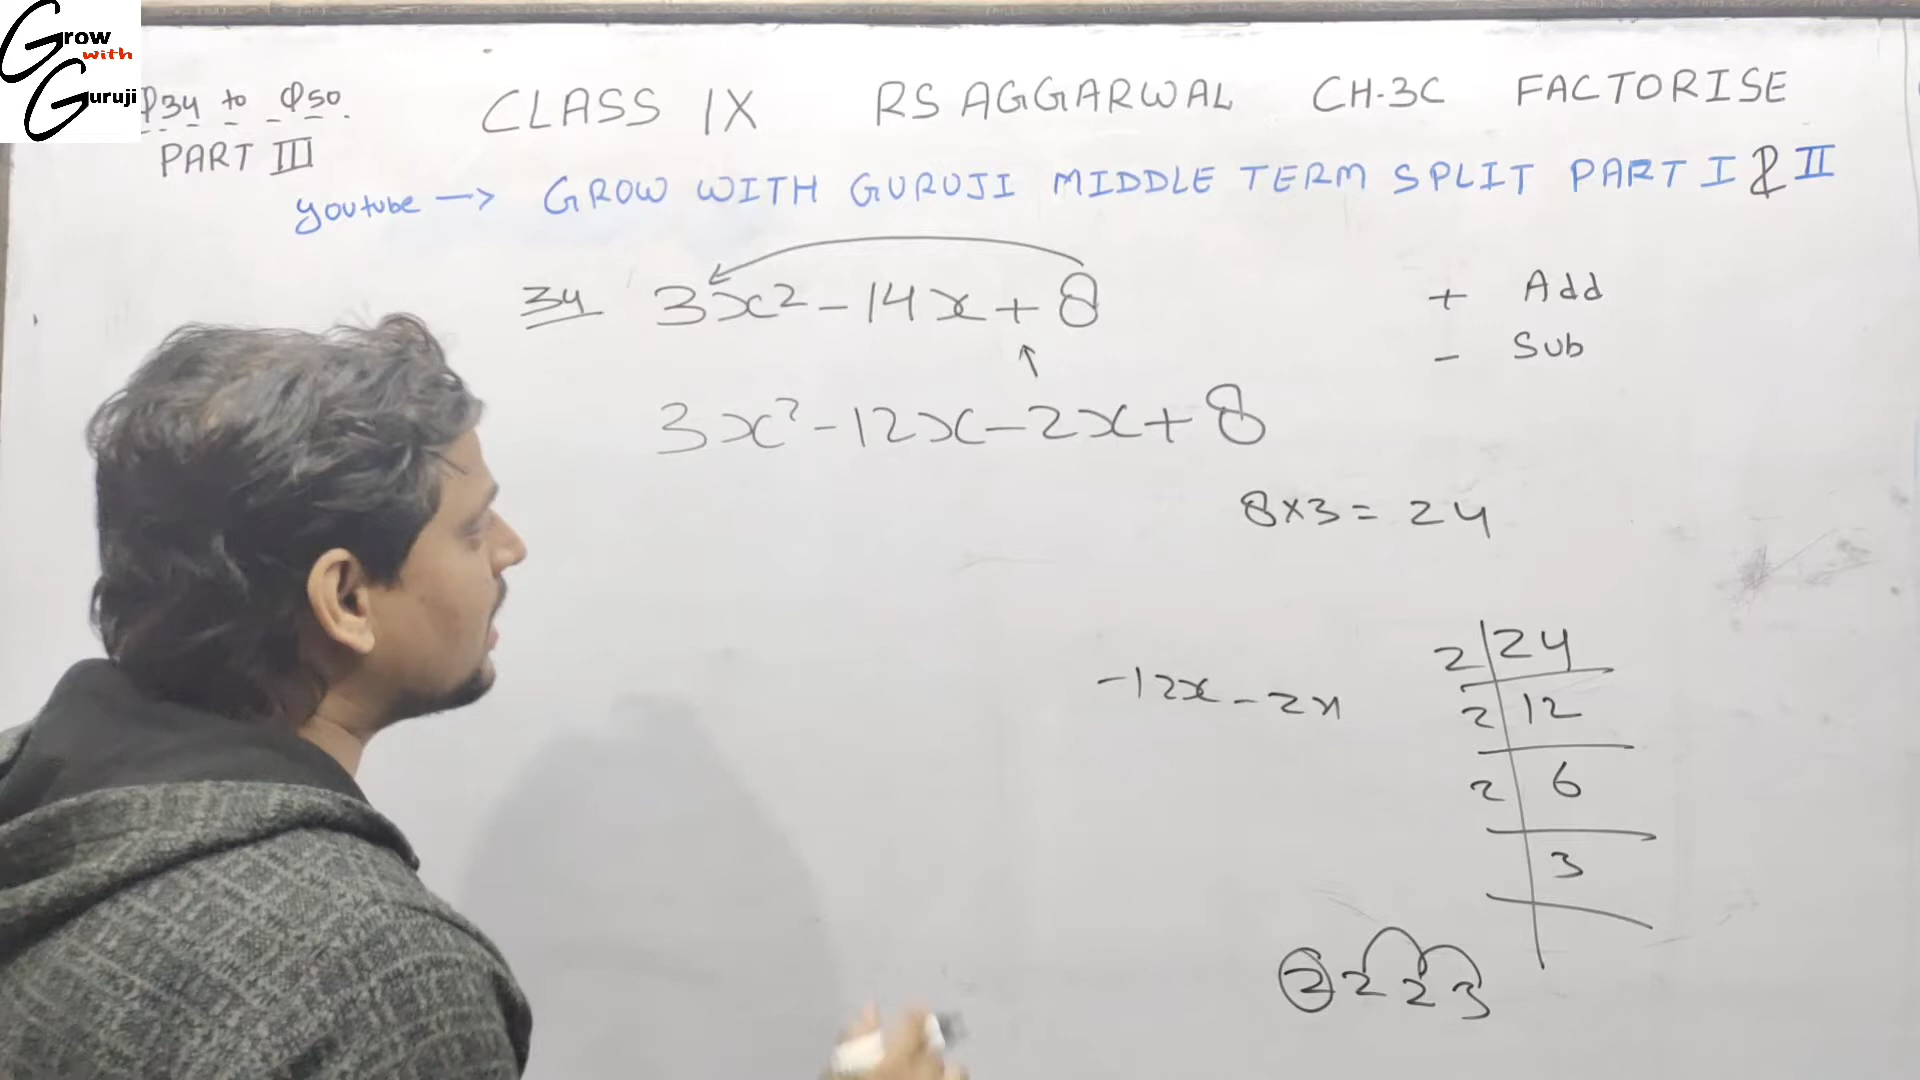 Grow
with
Guruji
Q34 to Q50
PART III
CLASS IX RS AGGARWAL CH-3C FACTORISE
youtube → GROW WITH GURUJI MIDDLE TERM SPLIT PART I & II
34 3x² - 14x + 8
+ Add
- Sub
3x² - 12x - 2x + 8
8×3 = 24
-12x - 2x
2 | 24
2 | 12
2 | 6
3
2 2 2 3